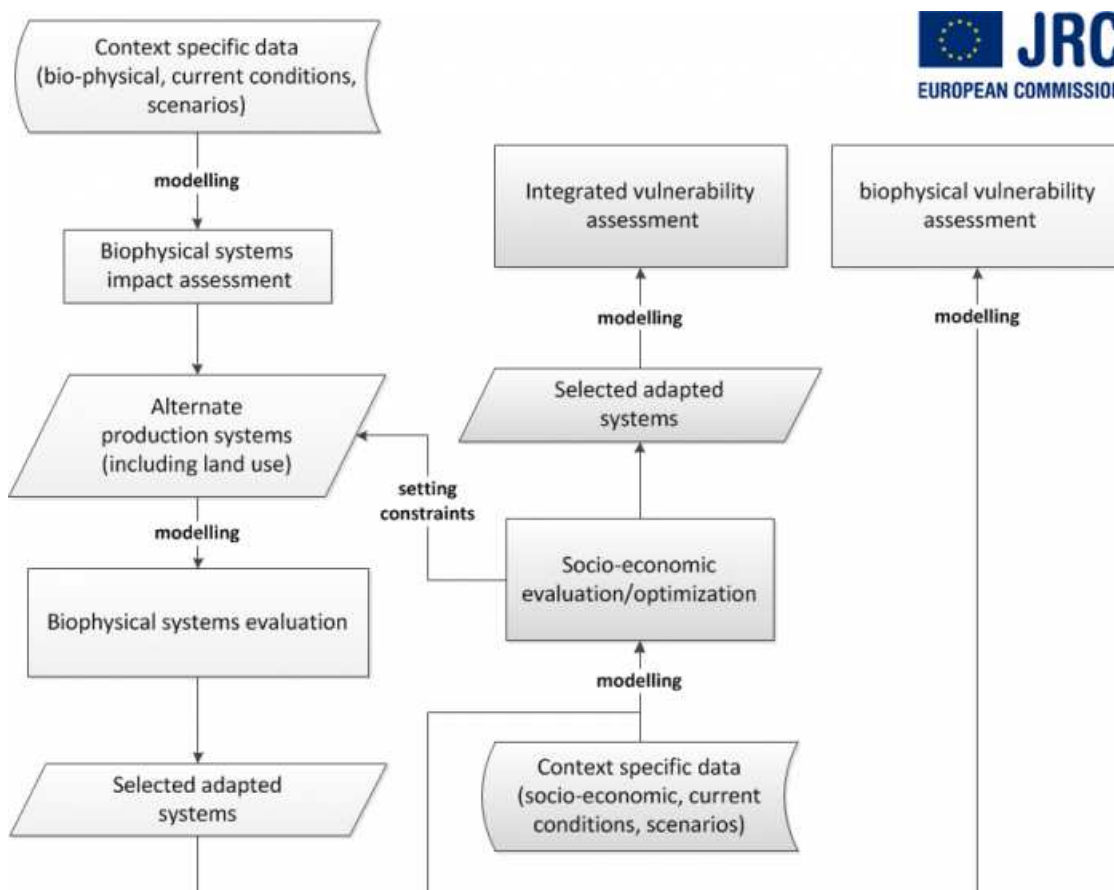 Context specific data
(bio-physical, current conditions,
scenarios)
JRC
EUROPEAN COMMISSION
modelling
Biophysical systems
impact assessment
Integrated vulnerability
assessment
biophysical vulnerability
assessment
modelling
modelling
Alternate
production systems
(including land use)
Selected adapted
systems
setting
constraints
modelling
Socio-economic
evaluation/optimization
Biophysical systems evaluation
modelling
Selected adapted
systems
Context specific data
(socio-economic, current
conditions, scenarios)